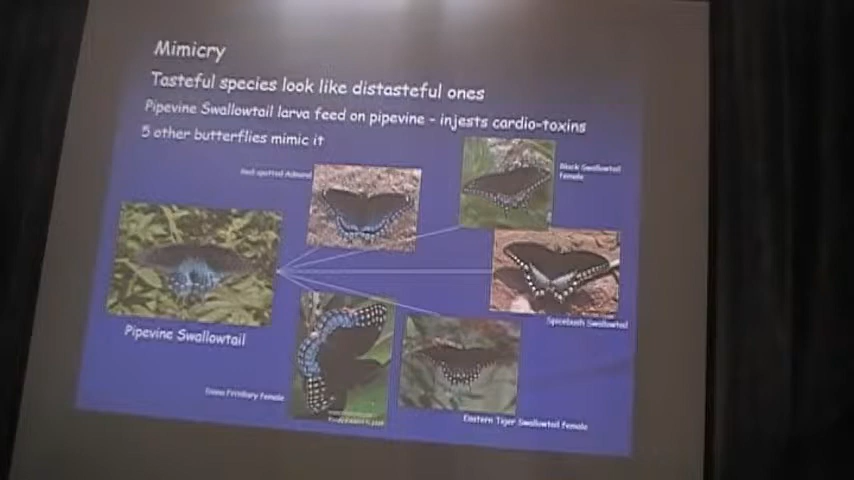 Mimicry
Tasteful species look like distasteful ones
Pipevine Swallowtail larva feed on pipevine - injests cardio-toxins
5 other butterflies mimic it
Red-spotted Admiral
Black Swallowtail
female
Spicebush Swallowtail
Pipevine Swallowtail
Diana Fritillary female
Eastern Tiger Swallowtail female